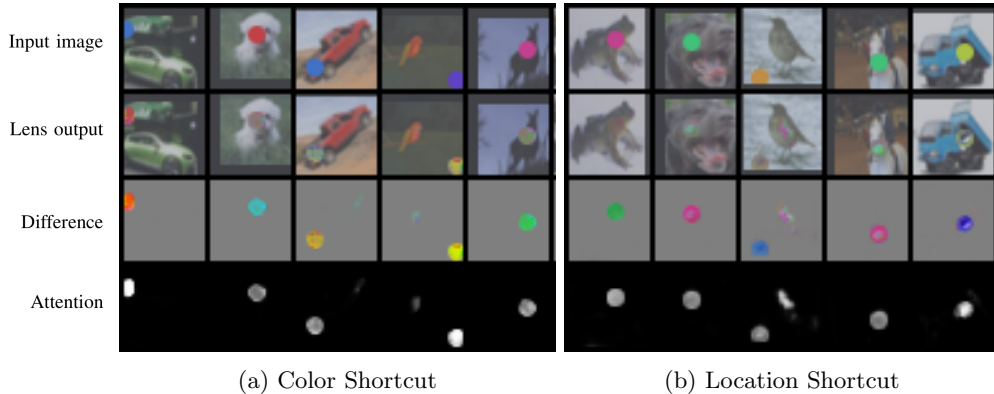 Input image
Lens output
Difference
Attention
(a) Color Shortcut
(b) Location Shortcut